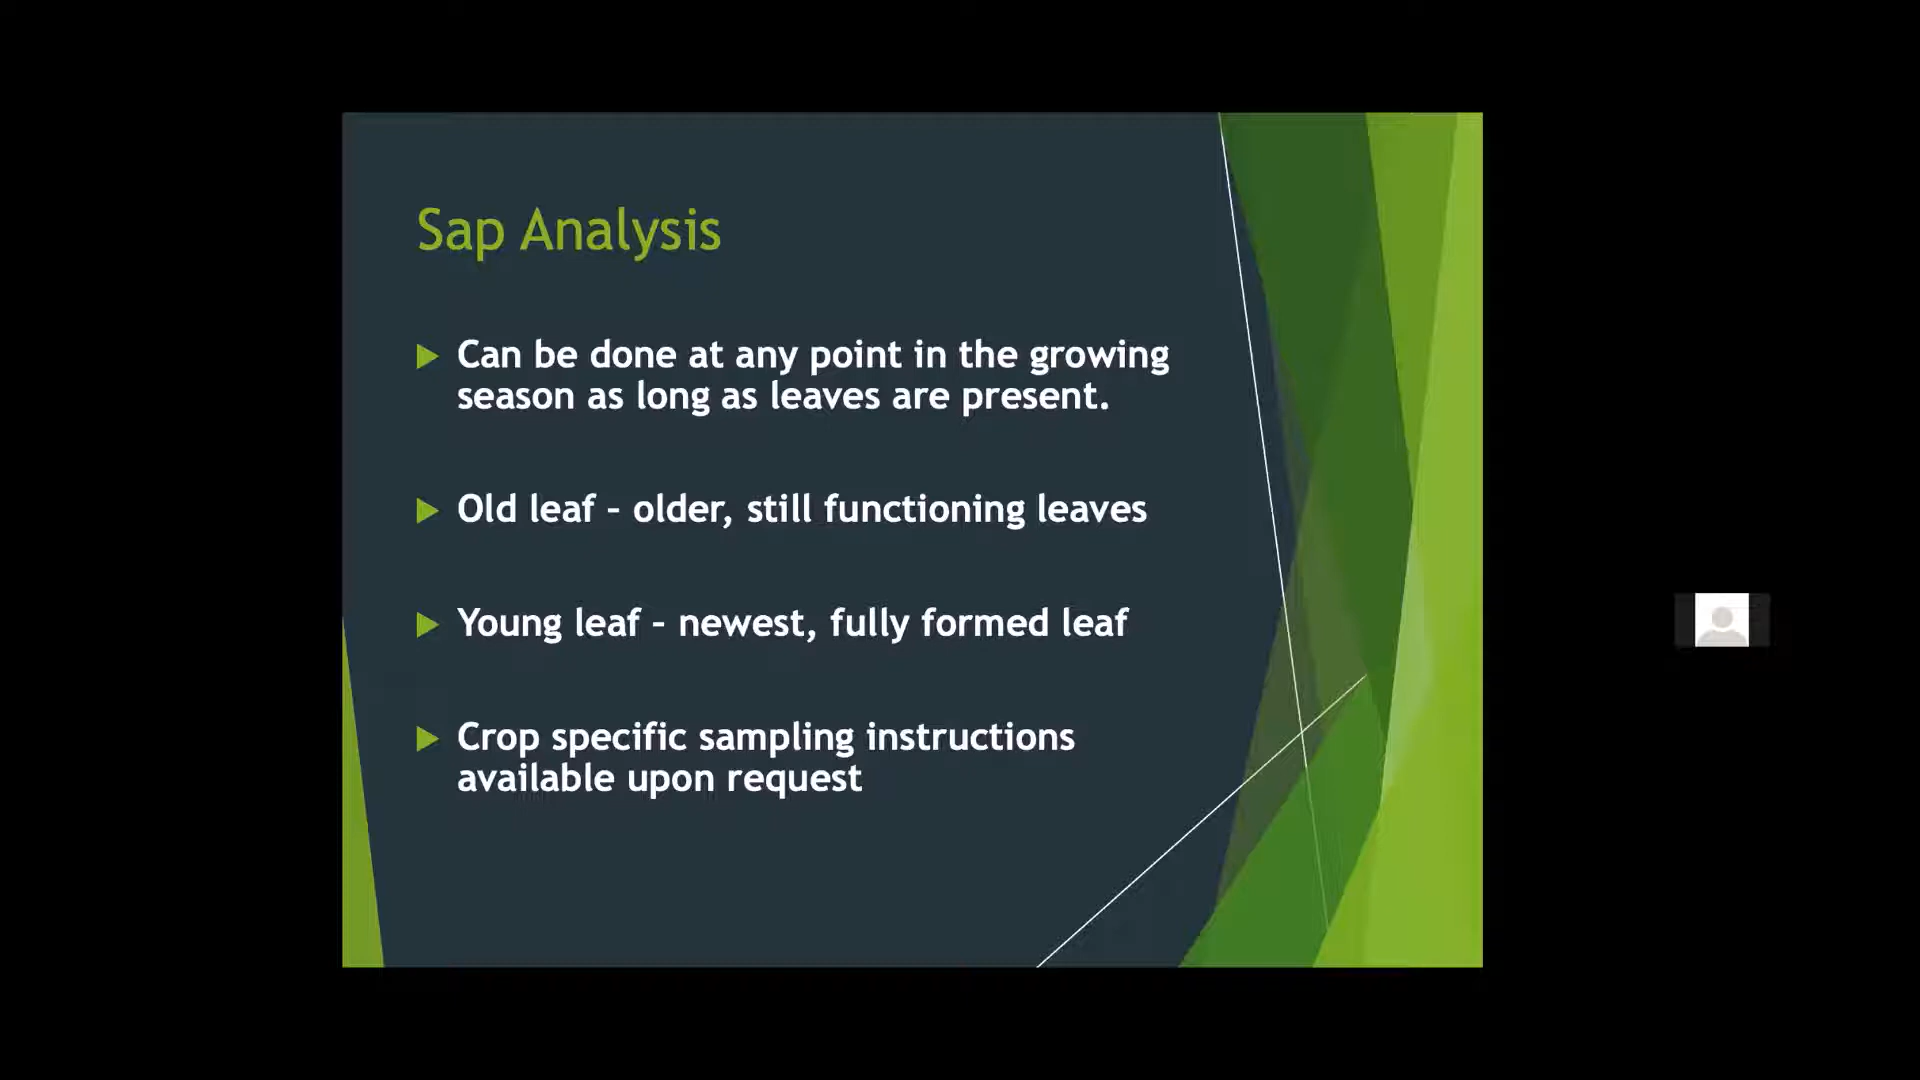 Sap Analysis
Can be done at any point in the growing
season as long as leaves are present.
Old leaf – older, still functioning leaves
Young leaf – newest, fully formed leaf
Crop specific sampling instructions
available upon request